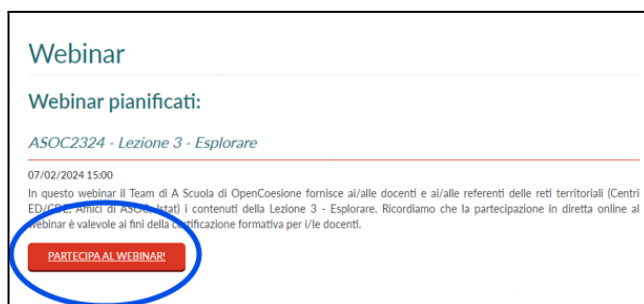 Webinar
Webinar pianificati:
ASOC2324 - Lezione 3 - Esplorare
07/02/2024 15:00
In questo webinar il Team di A Scuola di OpenCoesione fornisce ai/alle docenti e ai/alle referenti delle reti territoriali (Centri
ED/CDE, Amici di ASOC, Istat) i contenuti della Lezione 3 - Esplorare. Ricordiamo che la partecipazione in diretta online al
webinar è valevole ai fini della certificazione formativa per i/le docenti.
PARTECIPA AL WEBINAR!